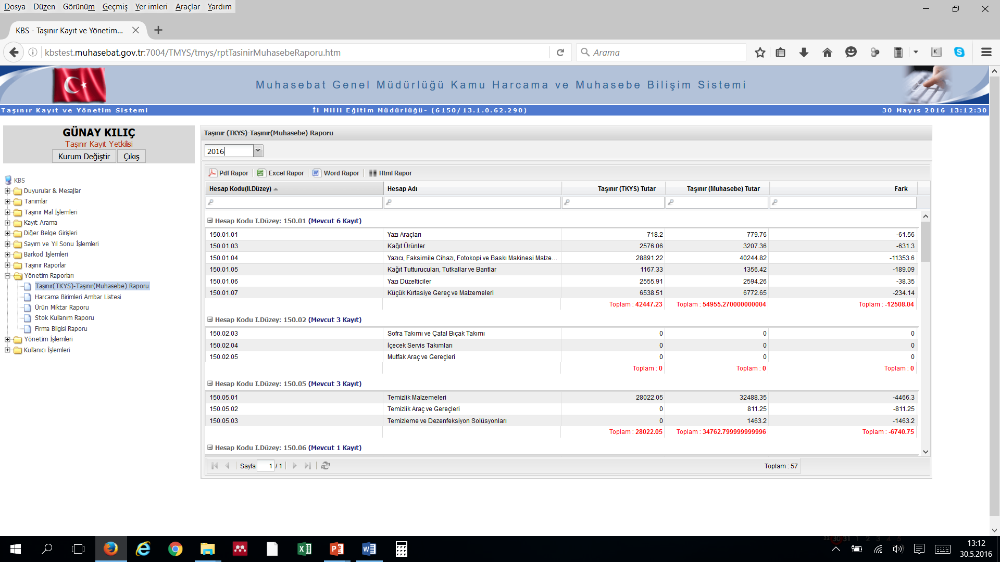 Dosya Düzen Görünüm Geçmiş Yer imleri Araçlar Yardım
KBS - Taşınır Kayıt ve Yönetim...
kbstest.muhasebat.gov.tr:7004/TMYS/tmys/rptTasinirMuhasebeRaporu.htm
Arama
Muhasebat Genel Müdürlüğü Kamu Harcama ve Muhasebe Bilişim Sistemi
Taşınır Kayıt ve Yönetim Sistemi
İl Milli Eğitim Müdürlüğü- (6150/13.1.0.62.290)
30 Mayıs 2016 13:12:30
GÜNAY KILIÇ
Taşınır Kayıt Yetkilisi
Kurum Değiştir Çıkış
KBS
Duyurular & Mesajlar
Tanımlar
Taşınır Mal İşlemleri
Kayıt Arama
Diğer Belge Girişleri
Sayım ve Yıl Sonu İşlemleri
Barkod İşlemleri
Taşınır Raporlar
Yönetim Raporları
Taşınır(TKYS)-Taşınır(Muhasebe) Raporu
Harcama Birimleri Ambar Listesi
Ürün Miktar Raporu
Stok Kullanım Raporu
Firma Bilgisi Raporu
Yönetim İşlemleri
Kullanıcı İşlemleri
Taşınır (TKYS)-Taşınır(Muhasebe) Raporu
2016
Pdf Rapor Excel Rapor Word Rapor Html Rapor
Hesap Kodu(II.Düzey) Hesap Adı Taşınır (TKYS) Tutar Taşınır (Muhasebe) Tutar Fark
Hesap Kodu I.Düzey: 150.01 (Mevcut 6 Kayıt)
150.01.01 Yazı Araçları 718.2 779.76 -61.56
150.01.03 Kağıt Ürünler 2576.06 3207.36 -631.3
150.01.04 Yazıcı, Faksimile Cihazı, Fotokopi ve Baskı Makinesi Malze... 28891.22 40244.82 -11353.6
150.01.05 Kağıt Tutturucuları, Tutkallar ve Bantlar 1167.33 1356.42 -189.09
150.01.06 Yazı Düzelticiler 2555.91 2594.26 -38.35
150.01.07 Küçük Kırtasiye Gereç ve Malzemeleri 6538.51 6772.65 -234.14
Toplam : 42447.23 Toplam : 54955.270000000004 Toplam : -12508.04
Hesap Kodu I.Düzey: 150.02 (Mevcut 3 Kayıt)
150.02.03 Sofra Takımı ve Çatal Bıçak Takımı 0 0 0
150.02.04 İçecek Servis Takımları 0 0 0
150.02.05 Mutfak Araç ve Gereçleri 0 0 0
Toplam : 0 Toplam : 0 Toplam : 0
Hesap Kodu I.Düzey: 150.05 (Mevcut 3 Kayıt)
150.05.01 Temizlik Malzemeleri 28022.05 32488.35 -4466.3
150.05.02 Temizlik Araç ve Gereçleri 0 811.25 -811.25
150.05.03 Temizleme ve Dezenfeksiyon Solüsyonları 0 1463.2 -1463.2
Toplam : 28022.05 Toplam : 34762.799999999996 Toplam : -6740.75
Hesap Kodu I.Düzey: 150.06 (Mevcut 1 Kayıt)
Sayfa 1 / 1
Toplam : 57
13:12
30.5.2016